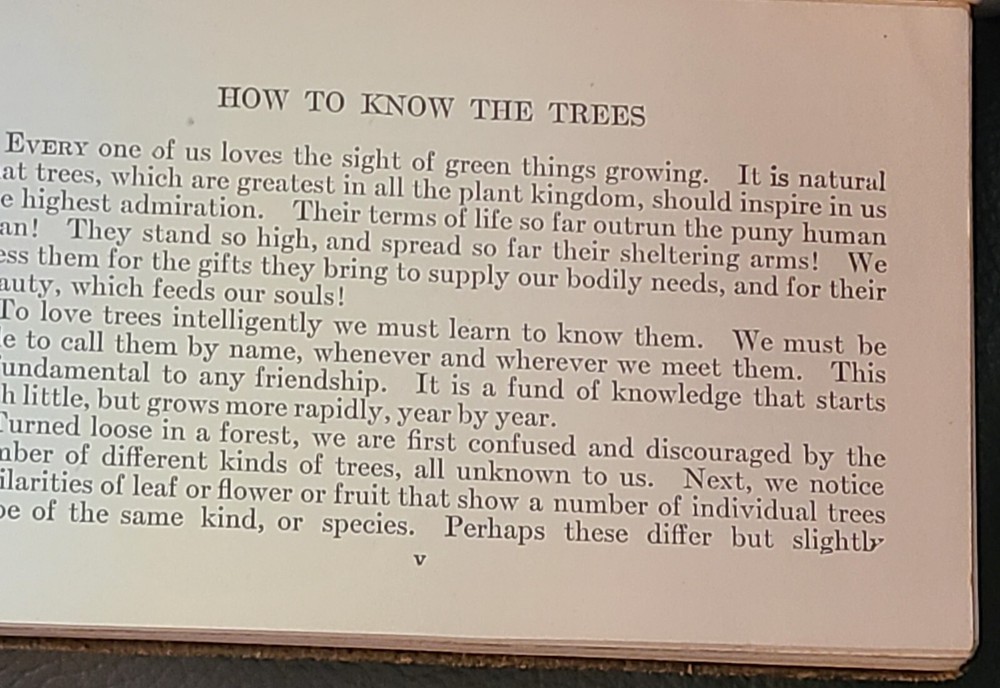 HOW TO KNOW THE TREES
EVERY one of us loves the sight of green things growing. It is natural
at trees, which are greatest in all the plant kingdom, should inspire in us
e highest admiration. Their terms of life so far outrun the puny human
an! They stand so high, and spread so far their sheltering arms! We
ess them for the gifts they bring to supply our bodily needs, and for their
auty, which feeds our souls!
To love trees intelligently we must learn to know them. We must be
le to call them by name, whenever and wherever we meet them. This
undamental to any friendship. It is a fund of knowledge that starts
h little, but grows more rapidly, year by year.
Turned loose in a forest, we are first confused and discouraged by the
mber of different kinds of trees, all unknown to us. Next, we notice
ilarities of leaf or flower or fruit that show a number of individual trees
be of the same kind, or species. Perhaps these differ but slightly
v